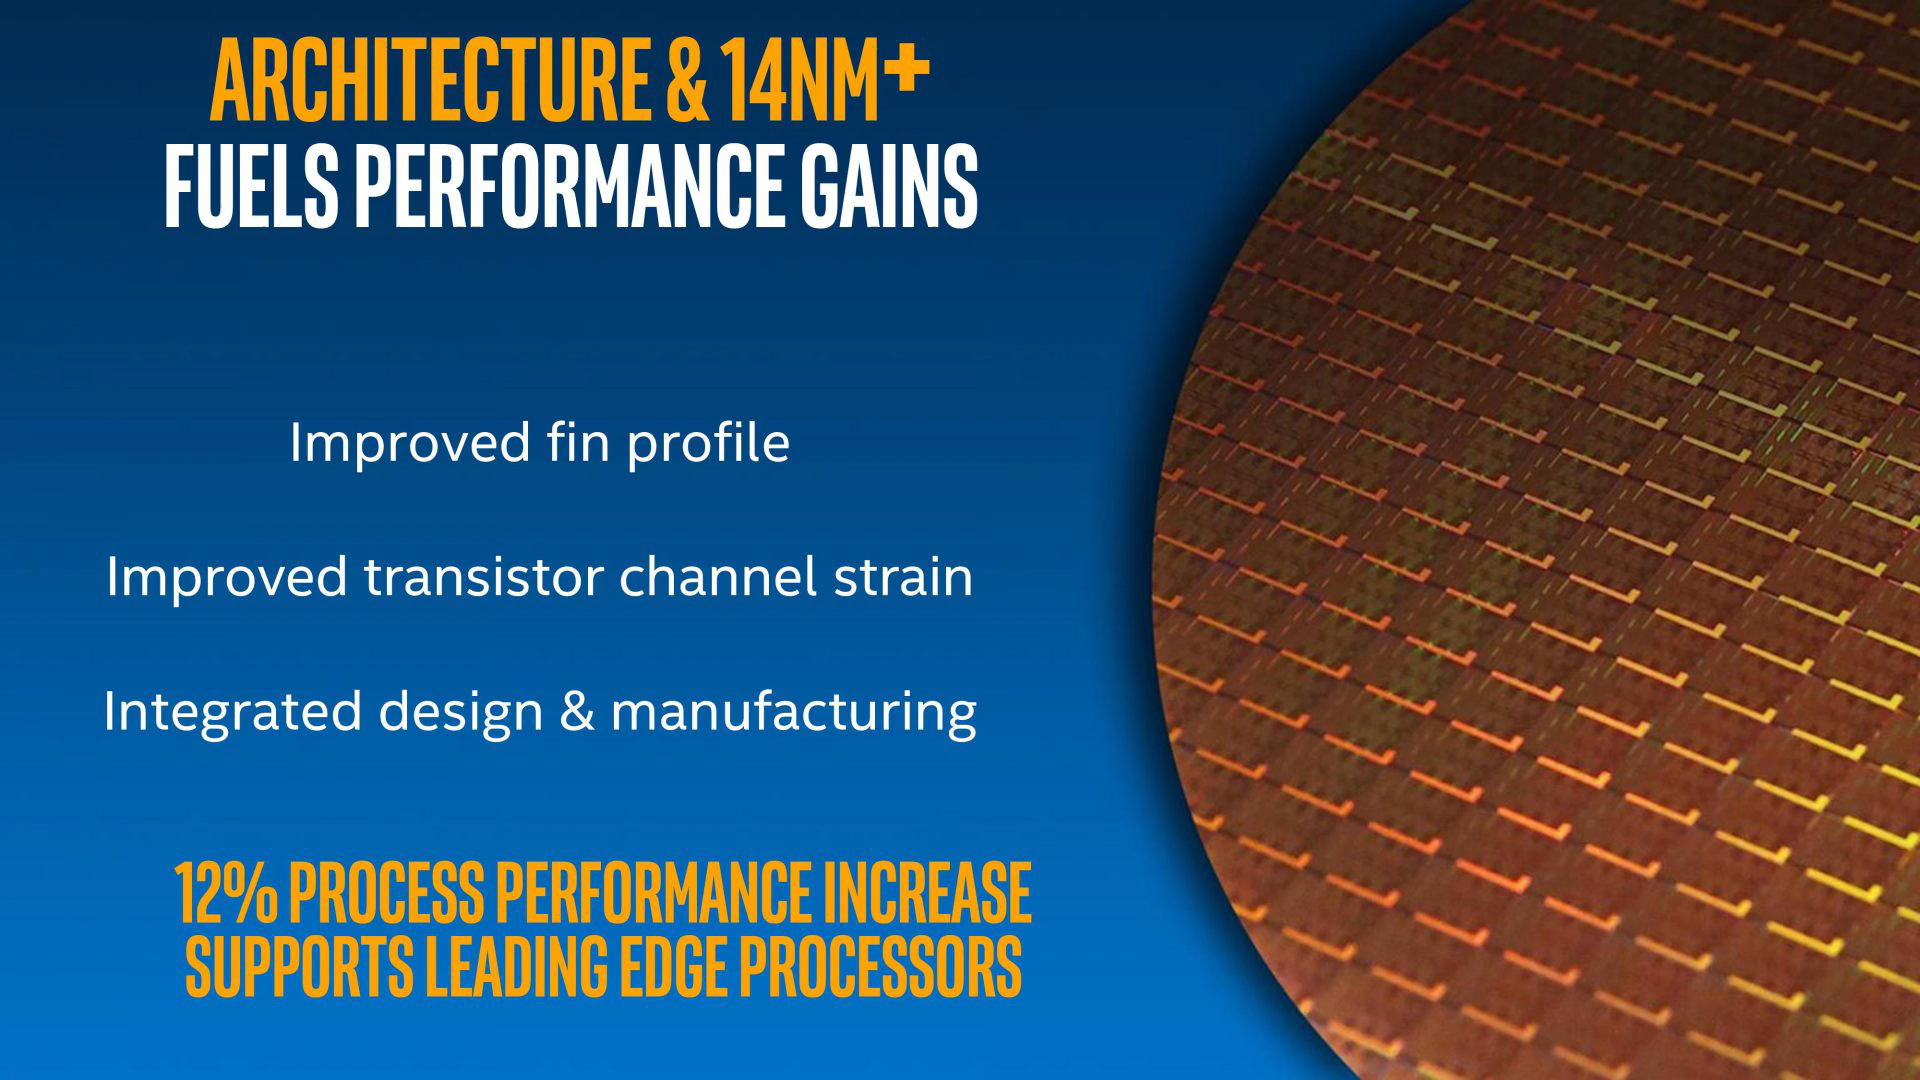 ARCHITECTURE & 14NM+
FUELS PERFORMANCE GAINS
Improved fin profile
Improved transistor channel strain
Integrated design & manufacturing
12% PROCESS PERFORMANCE INCREASE
SUPPORTS LEADING EDGE PROCESSORS